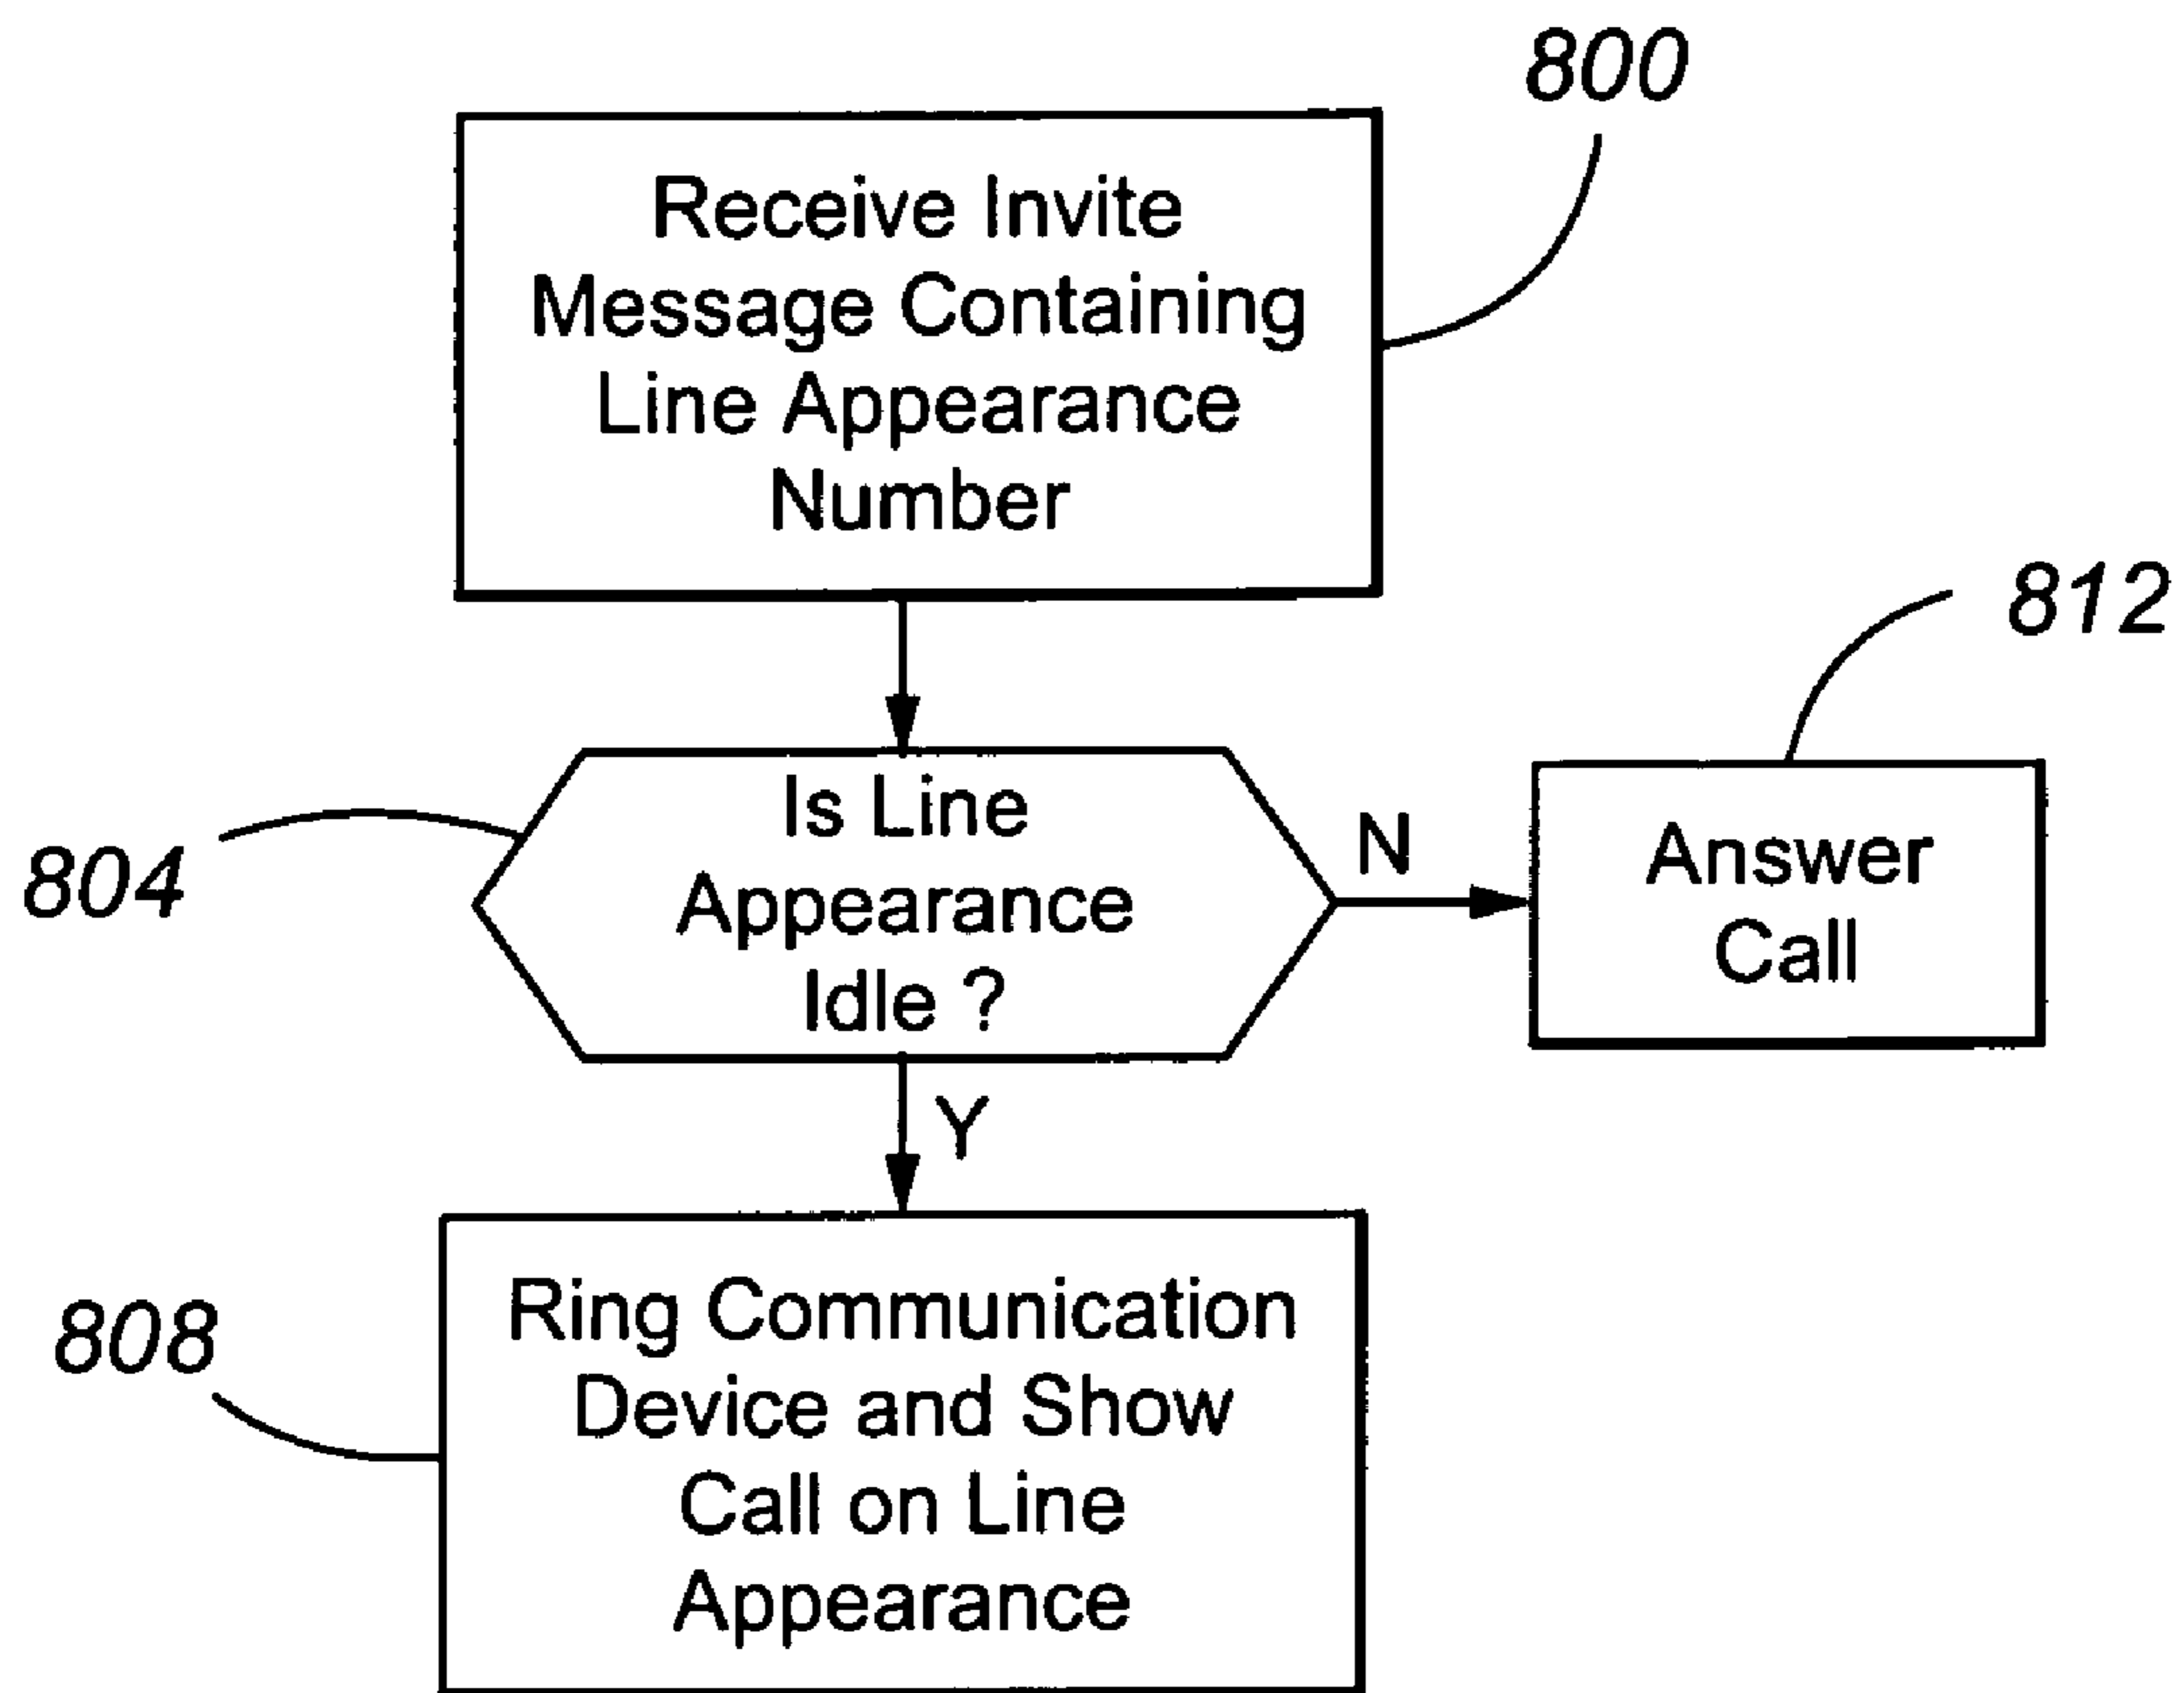 800
Receive Invite
Message Containing
Line Appearance
Number
812
Is Line
Appearance
Idle ?
804
N
Answer
Call
Y
808
Ring Communication
Device and Show
Call on Line
Appearance